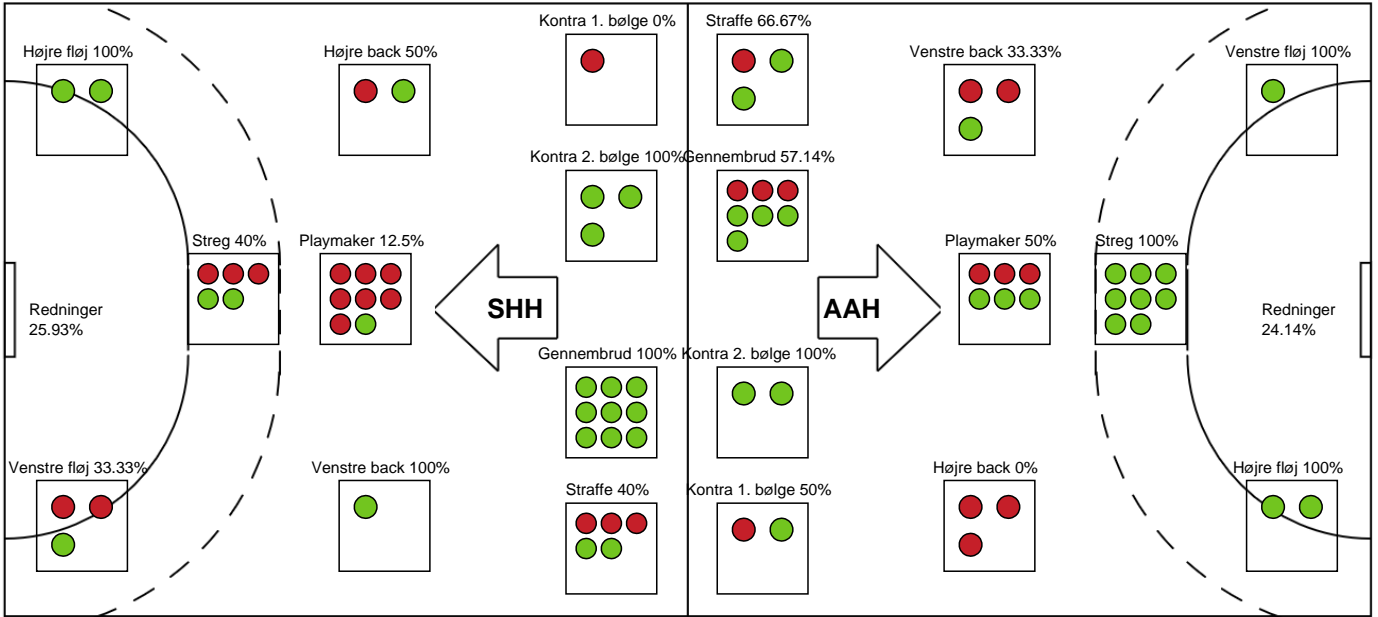 Kontra 1. bølge 0%
Straffe 66.67%
Højre fløj 100%
Højre back 50%
Venstre back 33.33%
Venstre fløj 100%
Kontra 2. bølge 100%
Gennembrud 57.14%
Streg 40%
Playmaker 12.5%
Playmaker 50%
Streg 100%
Redninger
25.93%
SHH
AAH
Redninger
24.14%
Gennembrud 100%
Kontra 2. bølge 100%
Venstre fløj 33.33%
Venstre back 100%
Straffe 40%
Kontra 1. bølge 50%
Højre back 0%
Højre fløj 100%